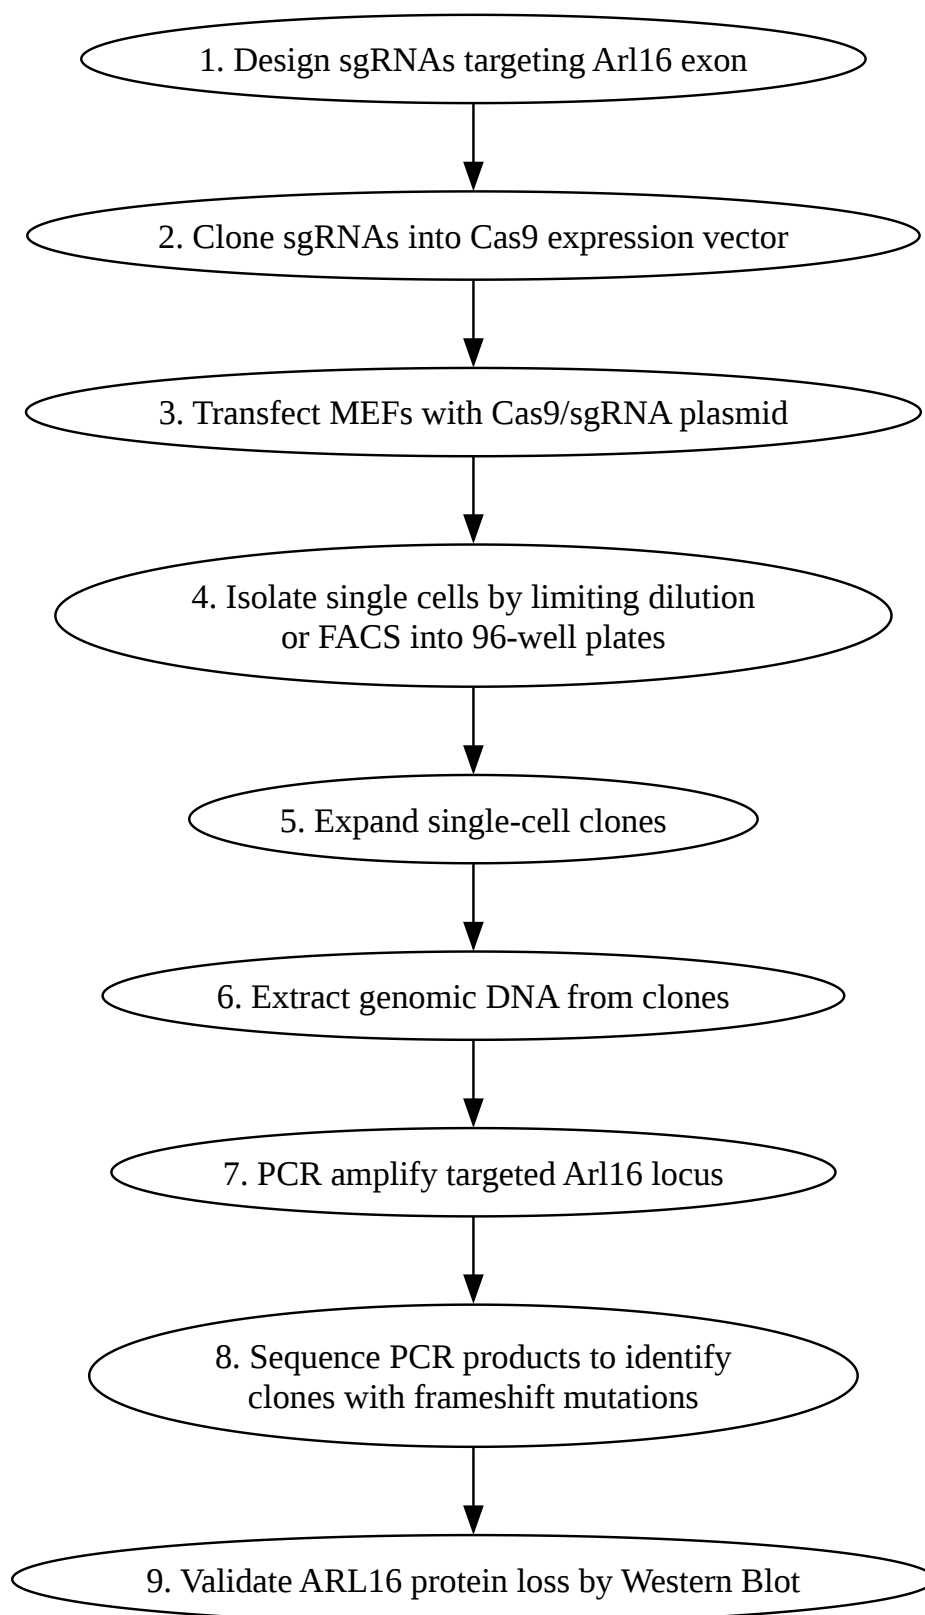 1. Design sgRNAs targeting Arl16 exon
2. Clone sgRNAs into Cas9 expression vector
3. Transfect MEFs with Cas9/sgRNA plasmid
4. Isolate single cells by limiting dilution
or FACS into 96-well plates
5. Expand single-cell clones
6. Extract genomic DNA from clones
7. PCR amplify targeted Arl16 locus
8. Sequence PCR products to identify
clones with frameshift mutations
9. Validate ARL16 protein loss by Western Blot